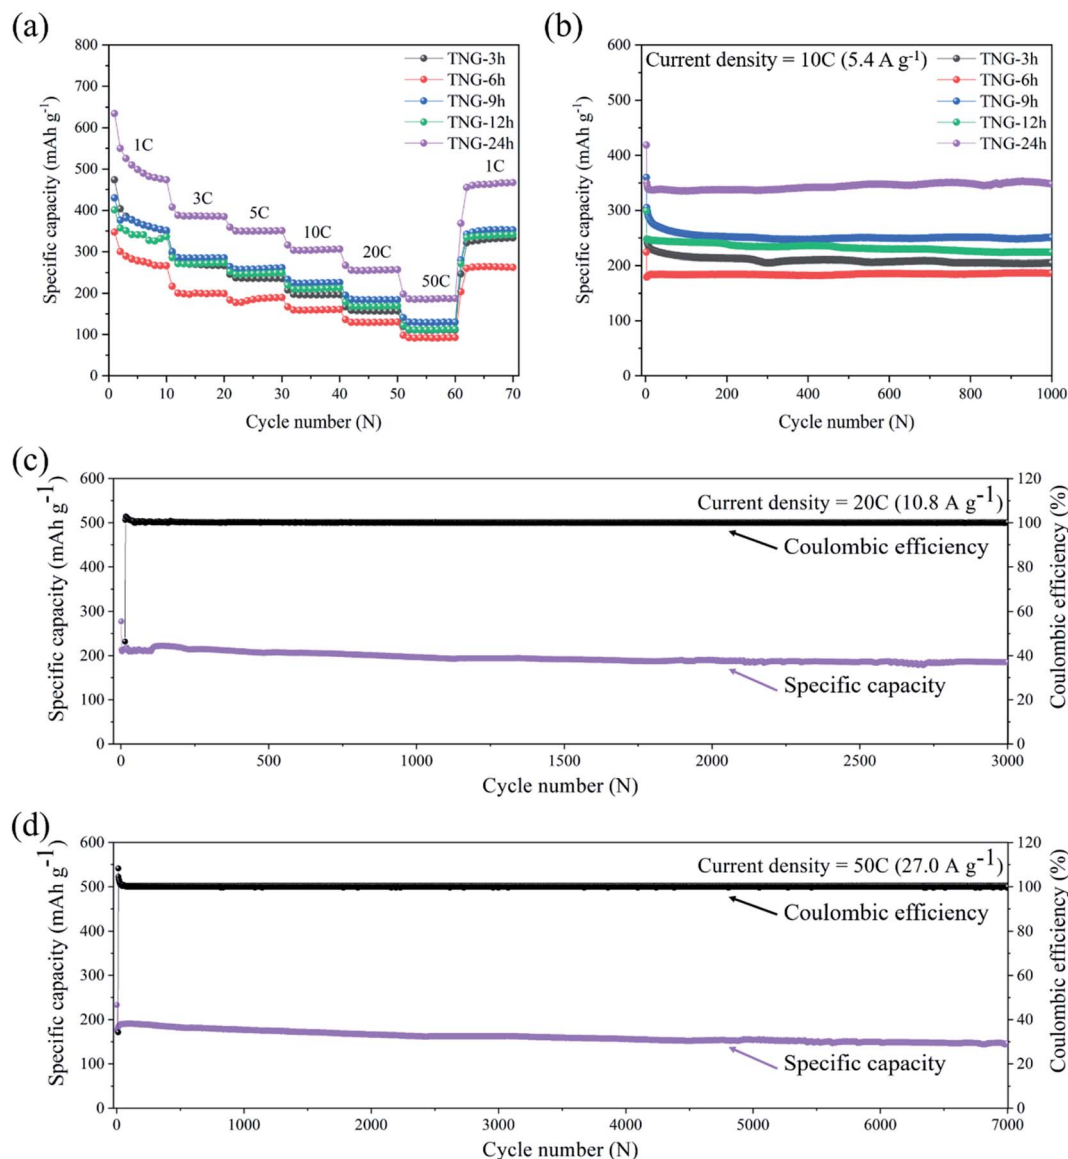 (a)
800
700
600
500
400
300
200
100
0
Specific capacity (mAh g-1)
TNG-3h
TNG-6h
TNG-9h
TNG-12h
TNG-24h
1C
3C
5C
10C
20C
50C
1C
0 10 20 30 40 50 60 70
Cycle number (N)
(b)
600
500
400
300
200
100
0
Specific capacity (mAh g-1)
Current density = 10C (5.4 A g-1)
TNG-3h
TNG-6h
TNG-9h
TNG-12h
TNG-24h
0 200 400 600 800 1000
Cycle number (N)
(c)
600
500
400
300
200
100
0
Specific capacity (mAh g-1)
Current density = 20C (10.8 A g-1)
Coulombic efficiency
Specific capacity
120
100
80
60
40
20
0
Coulombic efficiency (%)
0 500 1000 1500 2000 2500 3000
Cycle number (N)
(d)
600
500
400
300
200
100
0
Specific capacity (mAh g-1)
Current density = 50C (27.0 A g-1)
Coulombic efficiency
Specific capacity
120
100
80
60
40
20
0
Coulombic efficiency (%)
0 1000 2000 3000 4000 5000 6000 7000
Cycle number (N)